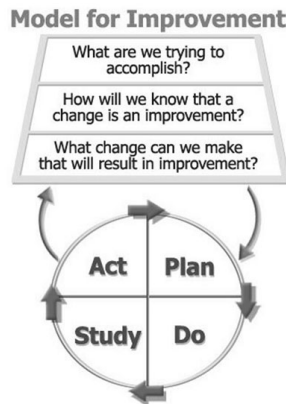 Model for Improvement
What are we trying to
accomplish?
How will we know that a
change is an improvement?
What change can we make
that will result in improvement?
Act
Plan
Study
Do